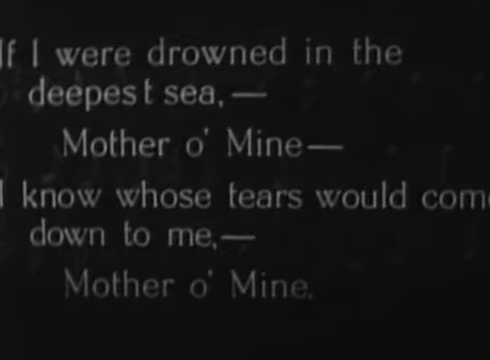 If I were drowned in the
deepest sea,—
Mother o' Mine—
I know whose tears would com
down to me,—
Mother o' Mine.